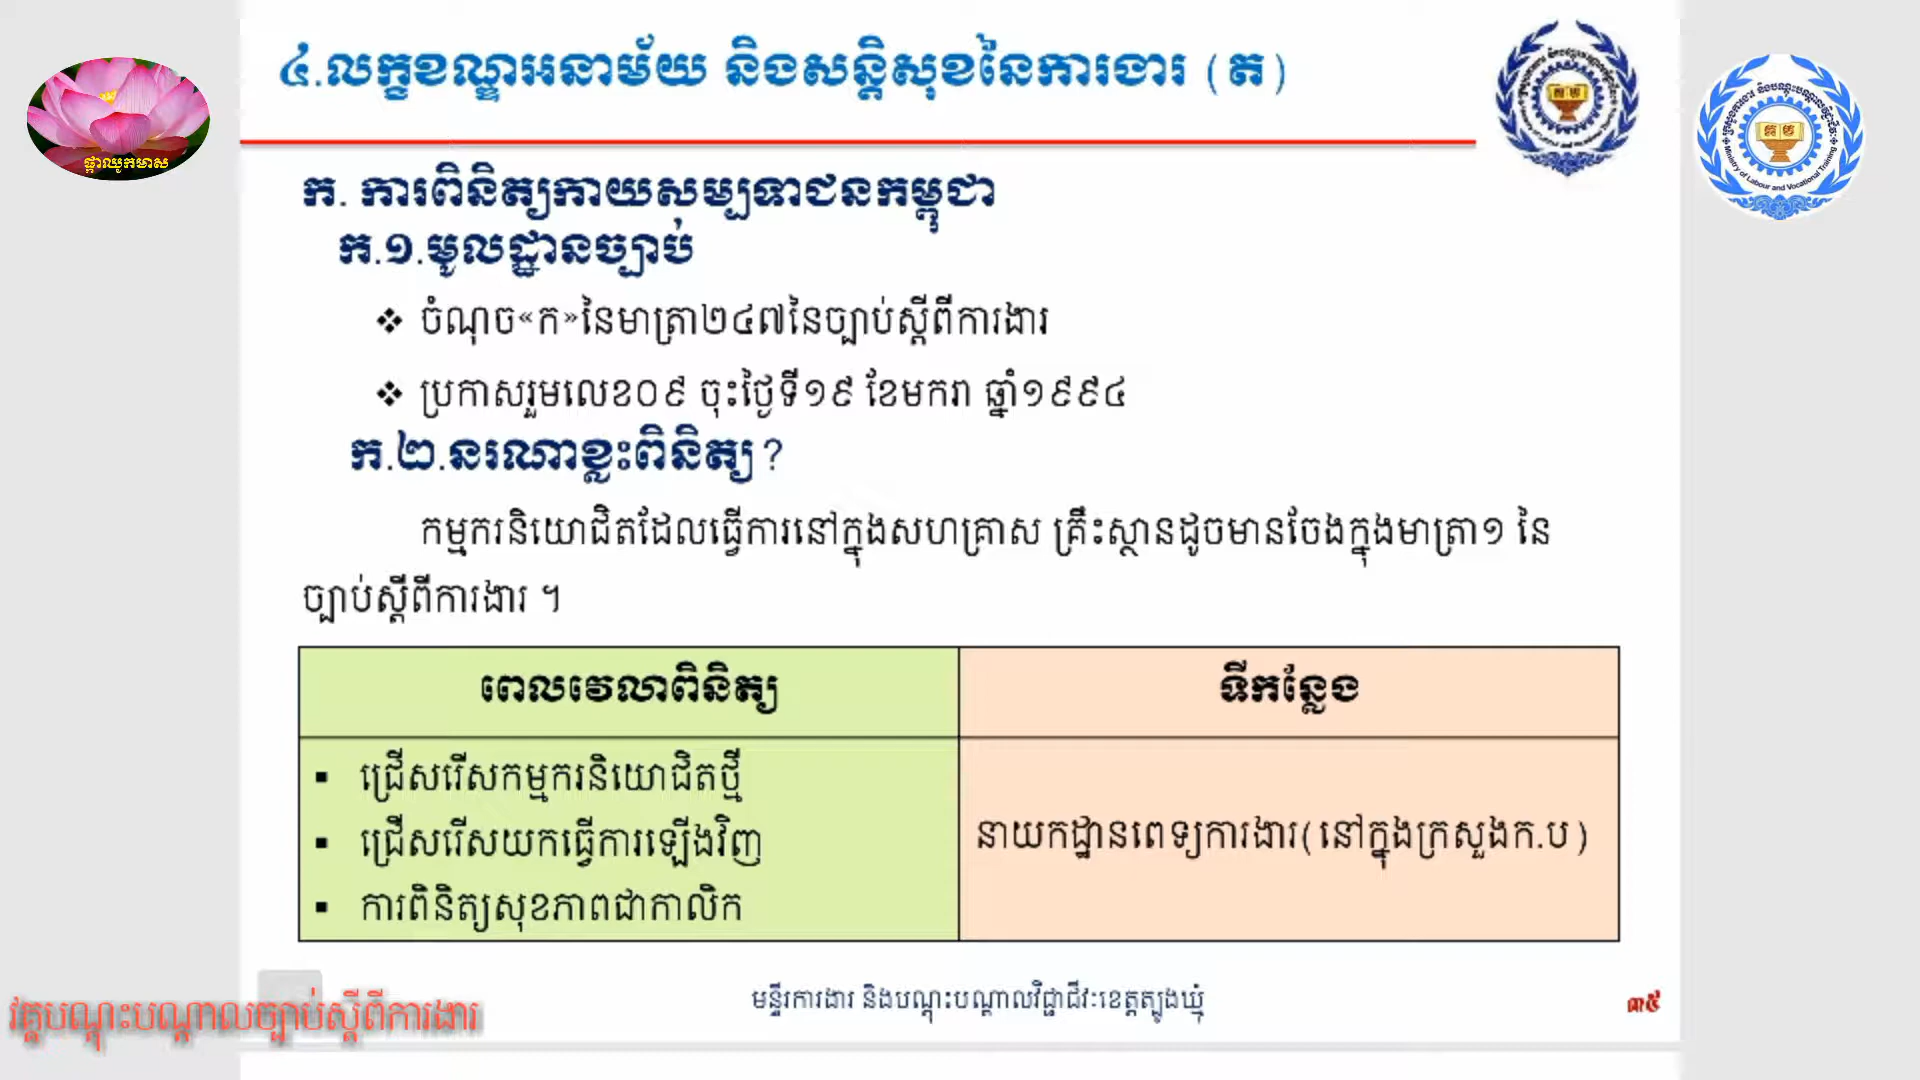 ៤.លក្ខខណ្ឌអនាម័យ និងសន្តិសុខនៃការងារ (ត)
ផ្កាឈូកមាស
Ministry of Labour and Vocational Training
ក. ការពិនិត្យកាយសម្បទាជនកម្ពុជា
ក.១.មូលដ្ឋានច្បាប់
❖ ចំណុច«ក»នៃមាត្រា២៤៧នៃច្បាប់ស្តីពីការងារ
❖ ប្រកាសរួមលេខ០៩ ចុះថ្ងៃទី១៩ ខែមករា ឆ្នាំ១៩៩៤
ក.២.នរណាខ្លះពិនិត្យ?
កម្មករនិយោជិតដែលធ្វើការនៅក្នុងសហគ្រាស គ្រឹះស្ថានដូចមានចែងក្នុងមាត្រា១ នៃ
ច្បាប់ស្តីពីការងារ ។
ពេលវេលាពិនិត្យ
ទីកន្លែង
▪ ជ្រើសរើសកម្មករនិយោជិតថ្មី
▪ ជ្រើសរើសយកធ្វើការឡើងវិញ
▪ ការពិនិត្យសុខភាពជាកាលិក
នាយកដ្ឋានពេទ្យការងារ(នៅក្នុងក្រសួងក.ប)
មន្ទីរការងារ និងបណ្តុះបណ្តាលវិជ្ជាជីវៈខេត្តត្បូងឃ្មុំ
៣៥
វគ្គបណ្តុះបណ្តាលច្បាប់ស្តីពីការងារ